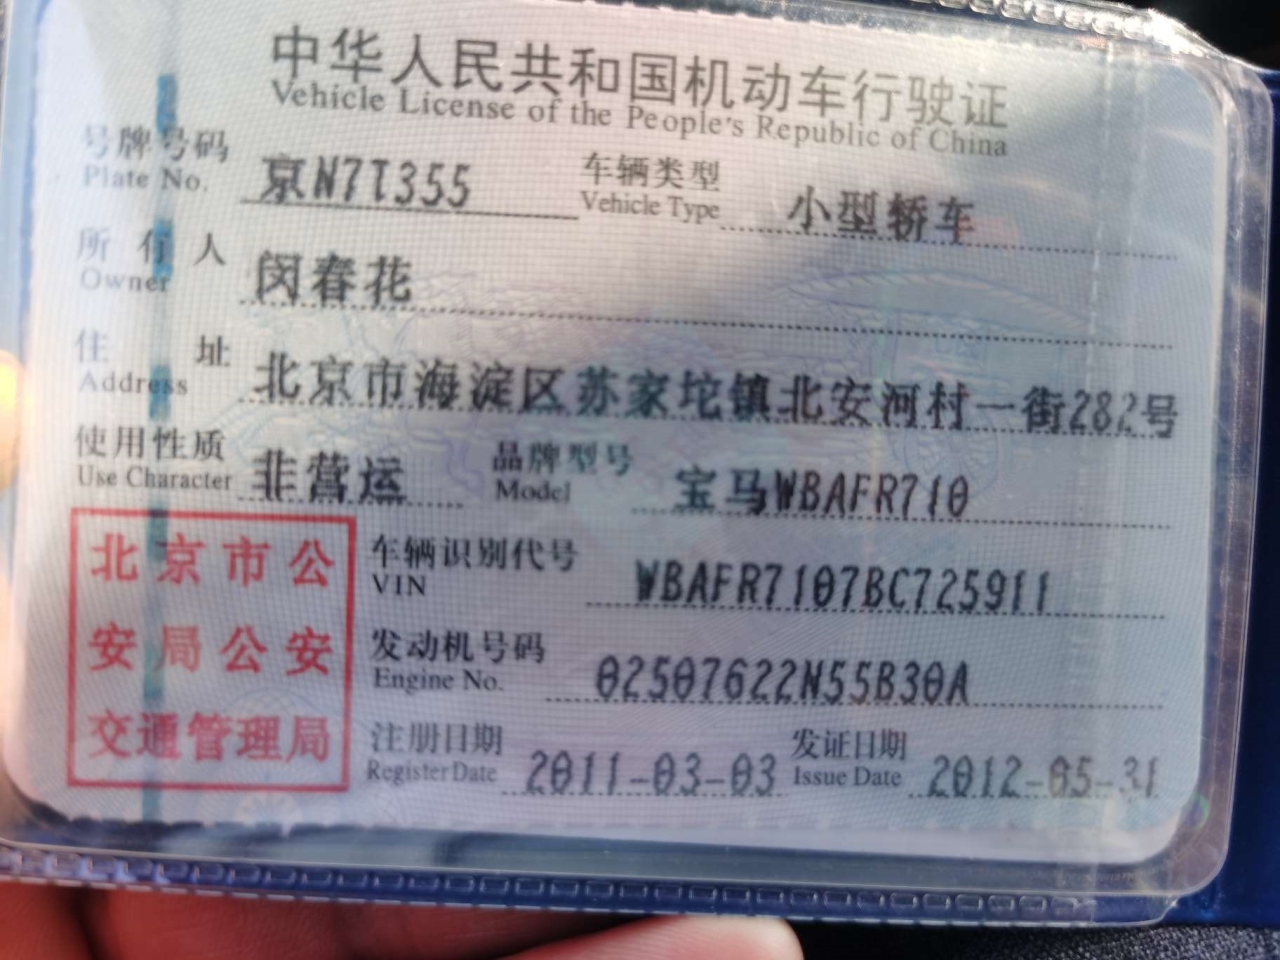 中华人民共和国机动车行驶证
Vehicle License of the People's Republic of China
号牌号码 京N7T355 车辆类型 小型轿车
Plate No. Vehicle Type
所有人 闵春花
Owner
住址 北京市海淀区苏家坨镇北安河村一街282号
Address
使用性质 非营运 品牌型号 宝马WBAFR710
Use Character Model
北京市公
安局公安
交通管理局
车辆识别代号 WBAFR7107BC725911
VIN
发动机号码 02507622N55B30A
Engine No.
注册日期 2011-03-03 发证日期 2012-05-31
Register Date Issue Date